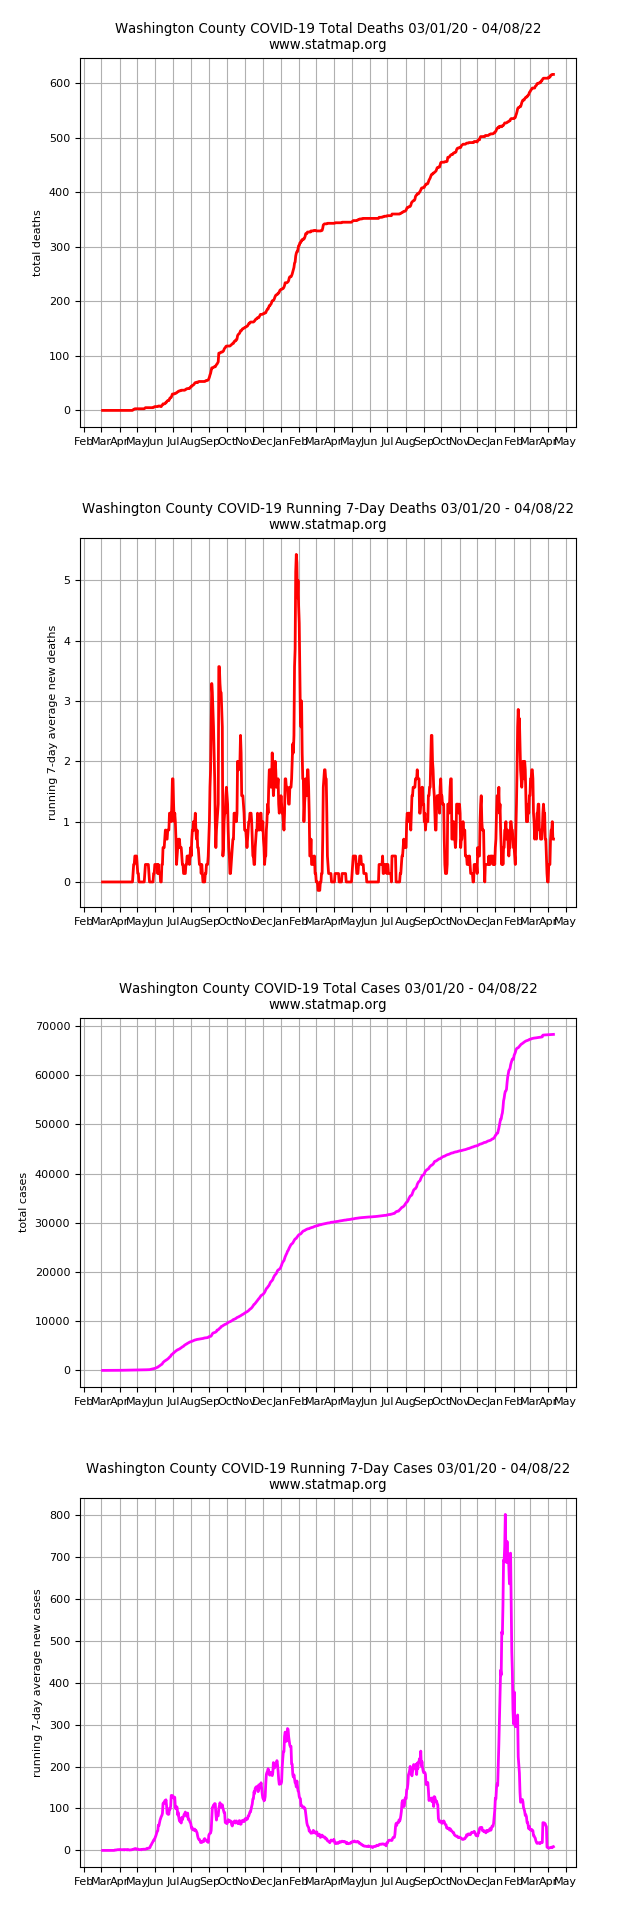 Washington County COVID-19 Total Deaths 03/01/20 - 04/08/22
www.statmap.org
600
500
400
300
200
100
0
total deaths
Feb Mar Apr May Jun Jul Aug Sep Oct Nov Dec Jan Feb Mar Apr May Jun Jul Aug Sep Oct Nov Dec Jan Feb Mar Apr May
Washington County COVID-19 Running 7-Day Deaths 03/01/20 - 04/08/22
www.statmap.org
5
4
3
2
1
0
running 7-day average new deaths
Feb Mar Apr May Jun Jul Aug Sep Oct Nov Dec Jan Feb Mar Apr May Jun Jul Aug Sep Oct Nov Dec Jan Feb Mar Apr May
Washington County COVID-19 Total Cases 03/01/20 - 04/08/22
www.statmap.org
70000
60000
50000
40000
30000
20000
10000
0
total cases
Feb Mar Apr May Jun Jul Aug Sep Oct Nov Dec Jan Feb Mar Apr May Jun Jul Aug Sep Oct Nov Dec Jan Feb Mar Apr May
Washington County COVID-19 Running 7-Day Cases 03/01/20 - 04/08/22
www.statmap.org
800
700
600
500
400
300
200
100
0
running 7-day average new cases
Feb Mar Apr May Jun Jul Aug Sep Oct Nov Dec Jan Feb Mar Apr May Jun Jul Aug Sep Oct Nov Dec Jan Feb Mar Apr May